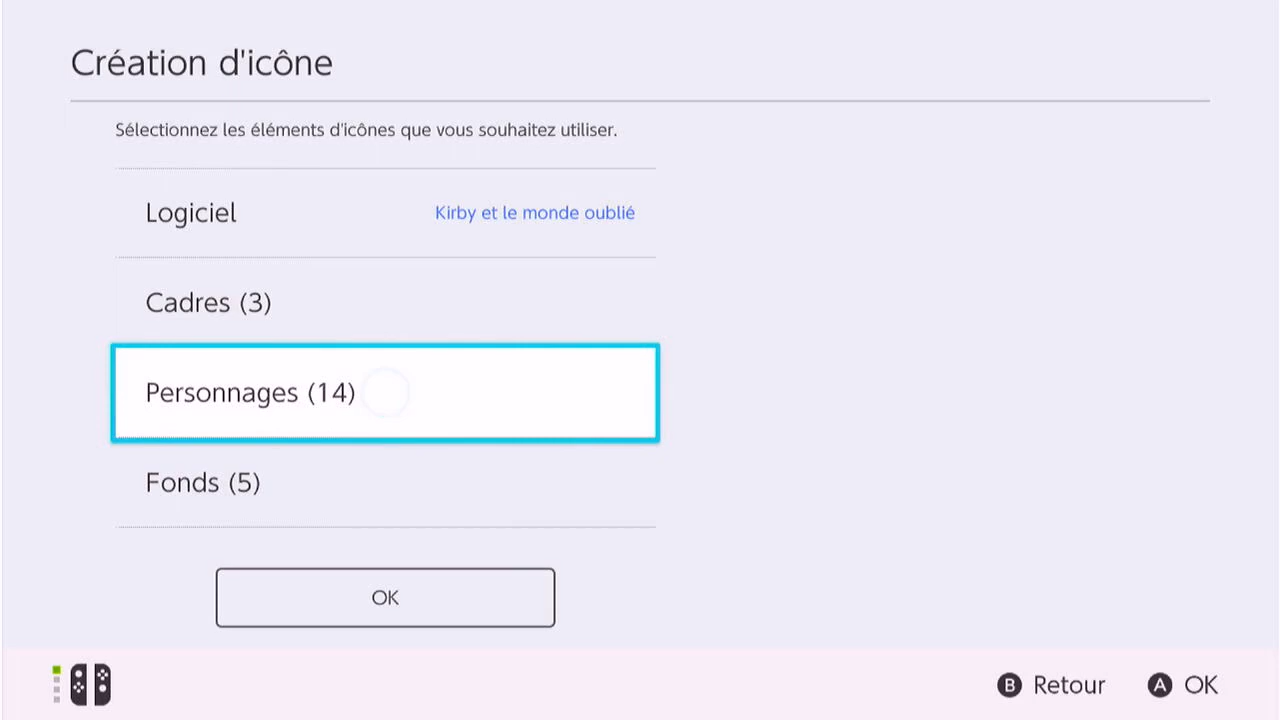 Création d'icône
Sélectionnez les éléments d'icônes que vous souhaitez utiliser.
Logiciel Kirby et le monde oublié
Cadres (3)
Personnages (14)
Fonds (5)
OK
B Retour A OK